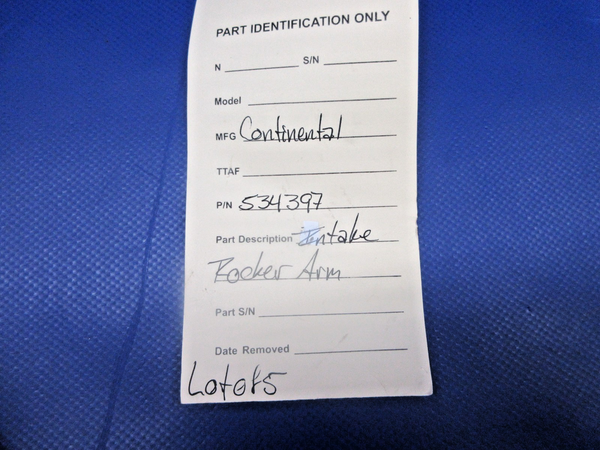 PART IDENTIFICATION ONLY
N S/N
Model
MFG Continental
TTAF
P/N 534397
Part Description Intake
Rocker Arm
Part S/N
Date Removed
Lot of 5